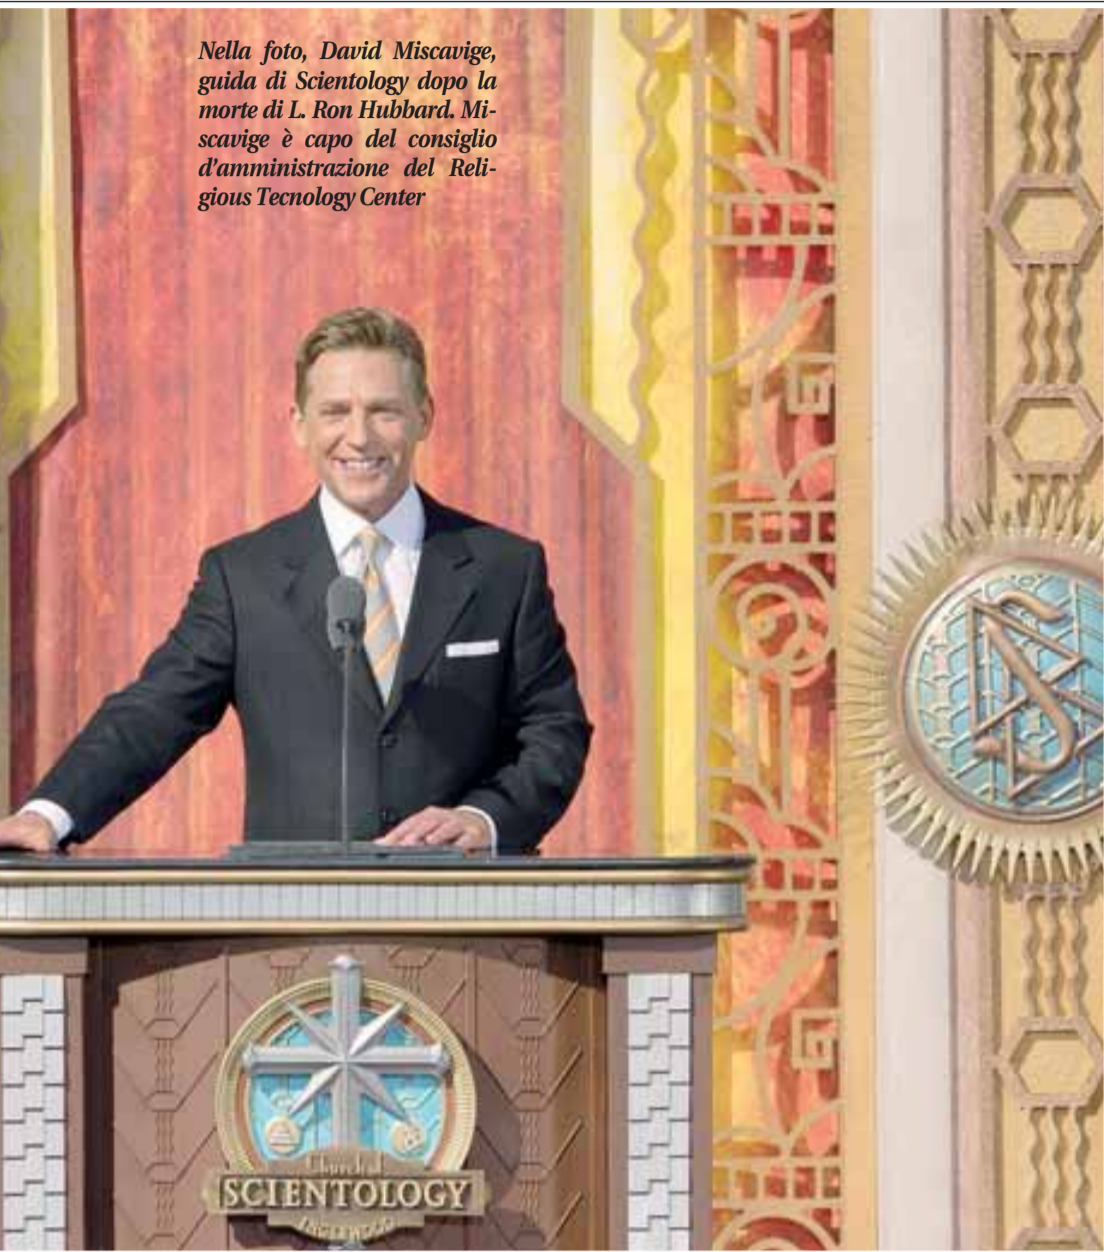 Nella foto, David Miscavige,
guida di Scientology dopo la
morte di L. Ron Hubbard. Mi-
scavige è capo del consiglio
d'amministrazione del Reli-
gious Tecnology Center
Church of
SCIENTOLOGY
INGLEWOOD